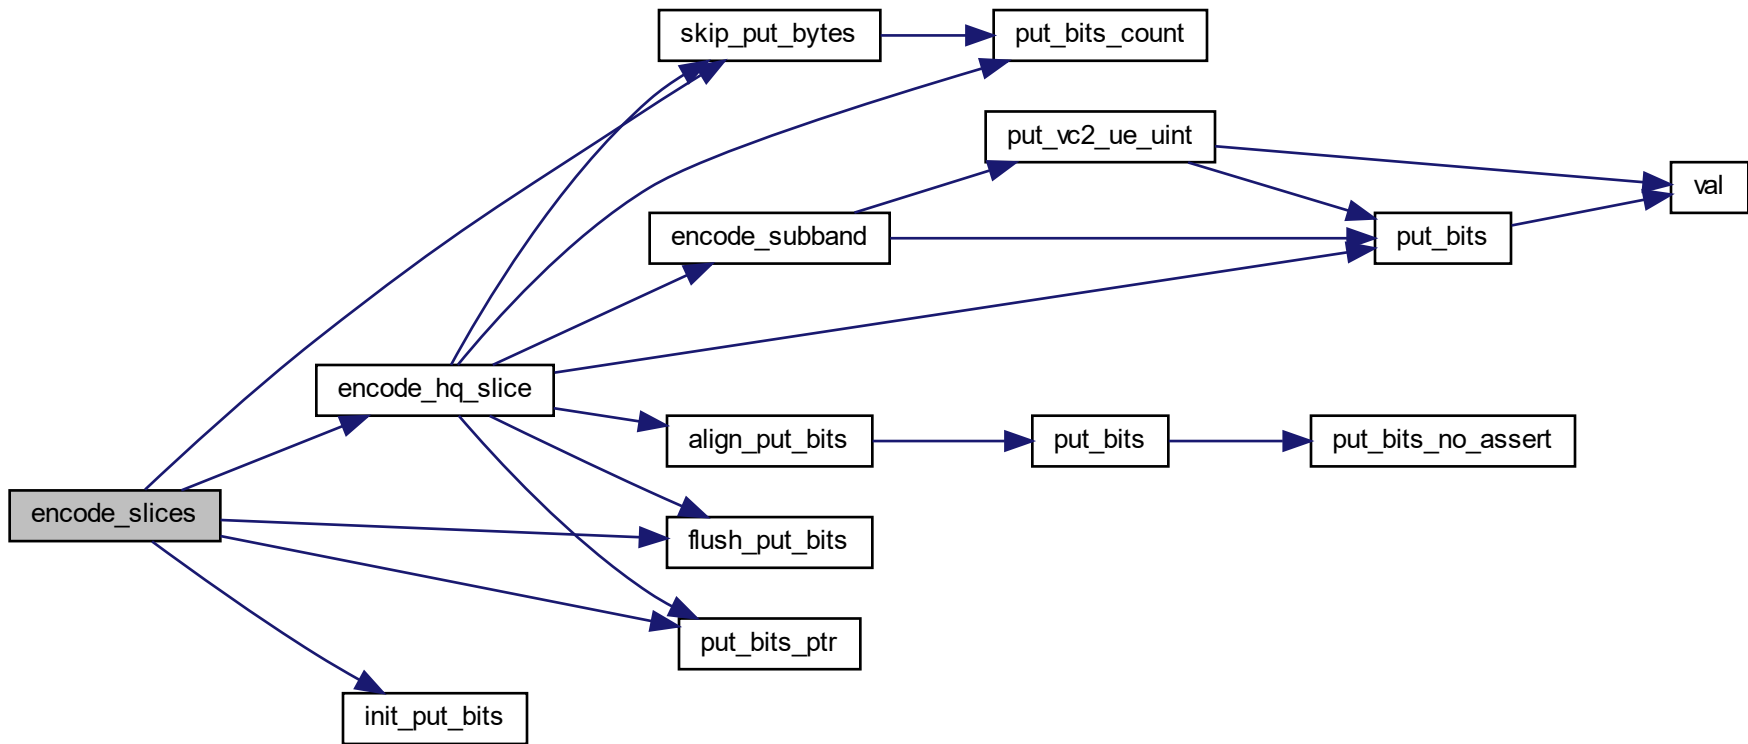 skip_put_bytes
put_bits_count
put_vc2_ue_uint
val
encode_subband
put_bits
encode_hq_slice
align_put_bits
put_bits
put_bits_no_assert
encode_slices
flush_put_bits
put_bits_ptr
init_put_bits